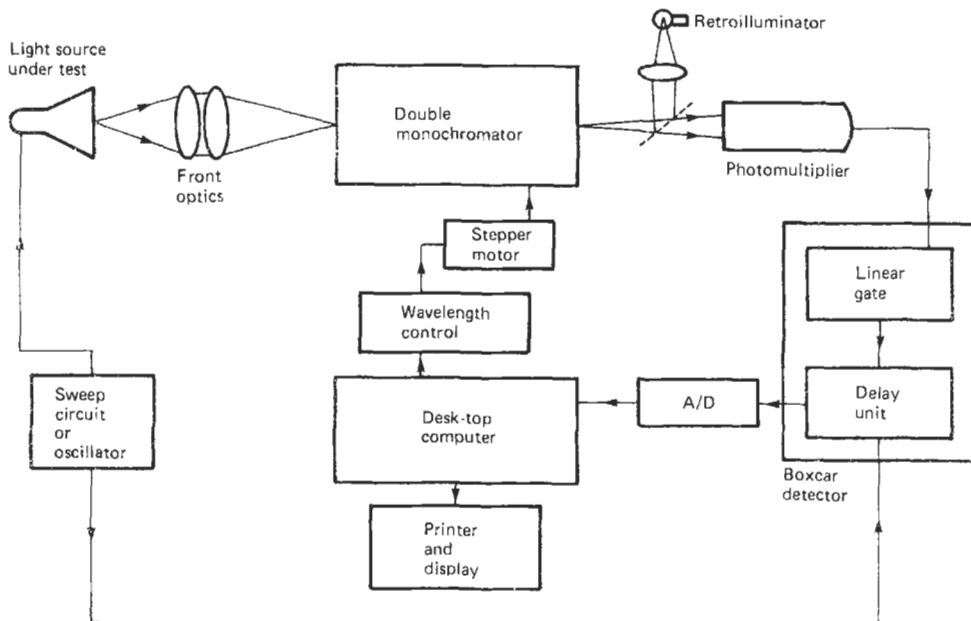 Retroilluminator
Light source
under test
Double
monochromator
Front
optics
Photomultiplier
Stepper
motor
Linear
gate
Wavelength
control
Sweep
circuit
or
oscillator
Desk-top
computer
A/D
Delay
unit
Boxcar
detector
Printer
and
display